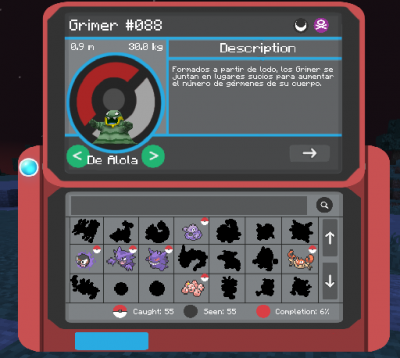 Grimer #088
0.9 m
30.0 kg
Description
Formados a partir de lodo, los Grimer se
juntan en lugares sucios para aumentar
el número de gérmenes de su cuerpo.
De Alola
Caught: 55
Seen: 55
Completion: 6%